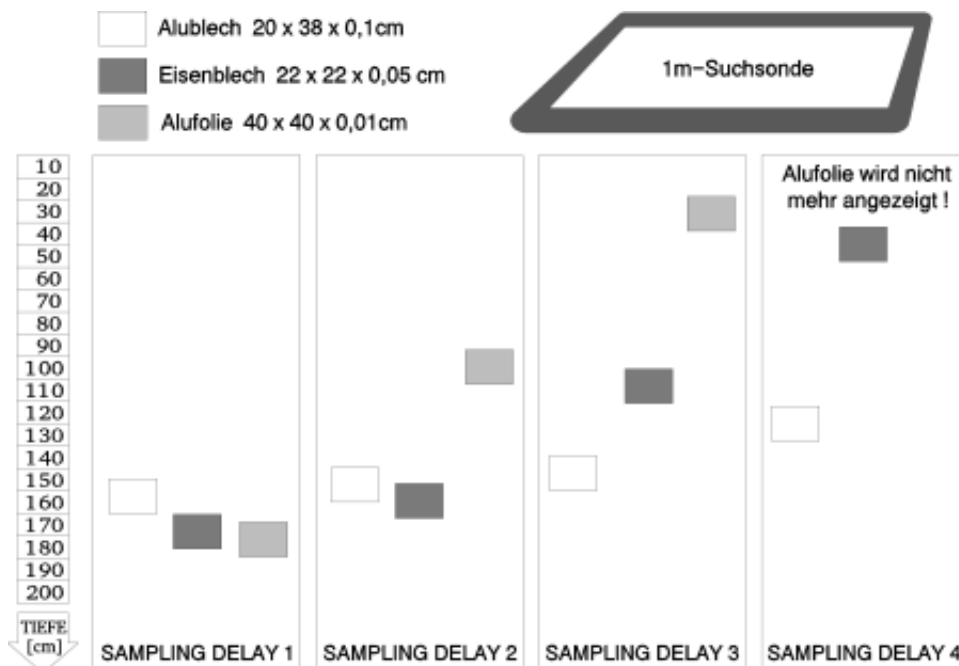 Alublech 20 x 38 x 0,1cm
Eisenblech 22 x 22 x 0,05 cm
Alufolie 40 x 40 x 0,01cm
1m-Suchsonde
10
20
30
40
50
60
70
80
90
100
110
120
130
140
150
160
170
180
190
200
TIEFE
[cm]
Alufolie wird nicht
mehr angezeigt !
SAMPLING DELAY 1
SAMPLING DELAY 2
SAMPLING DELAY 3
SAMPLING DELAY 4